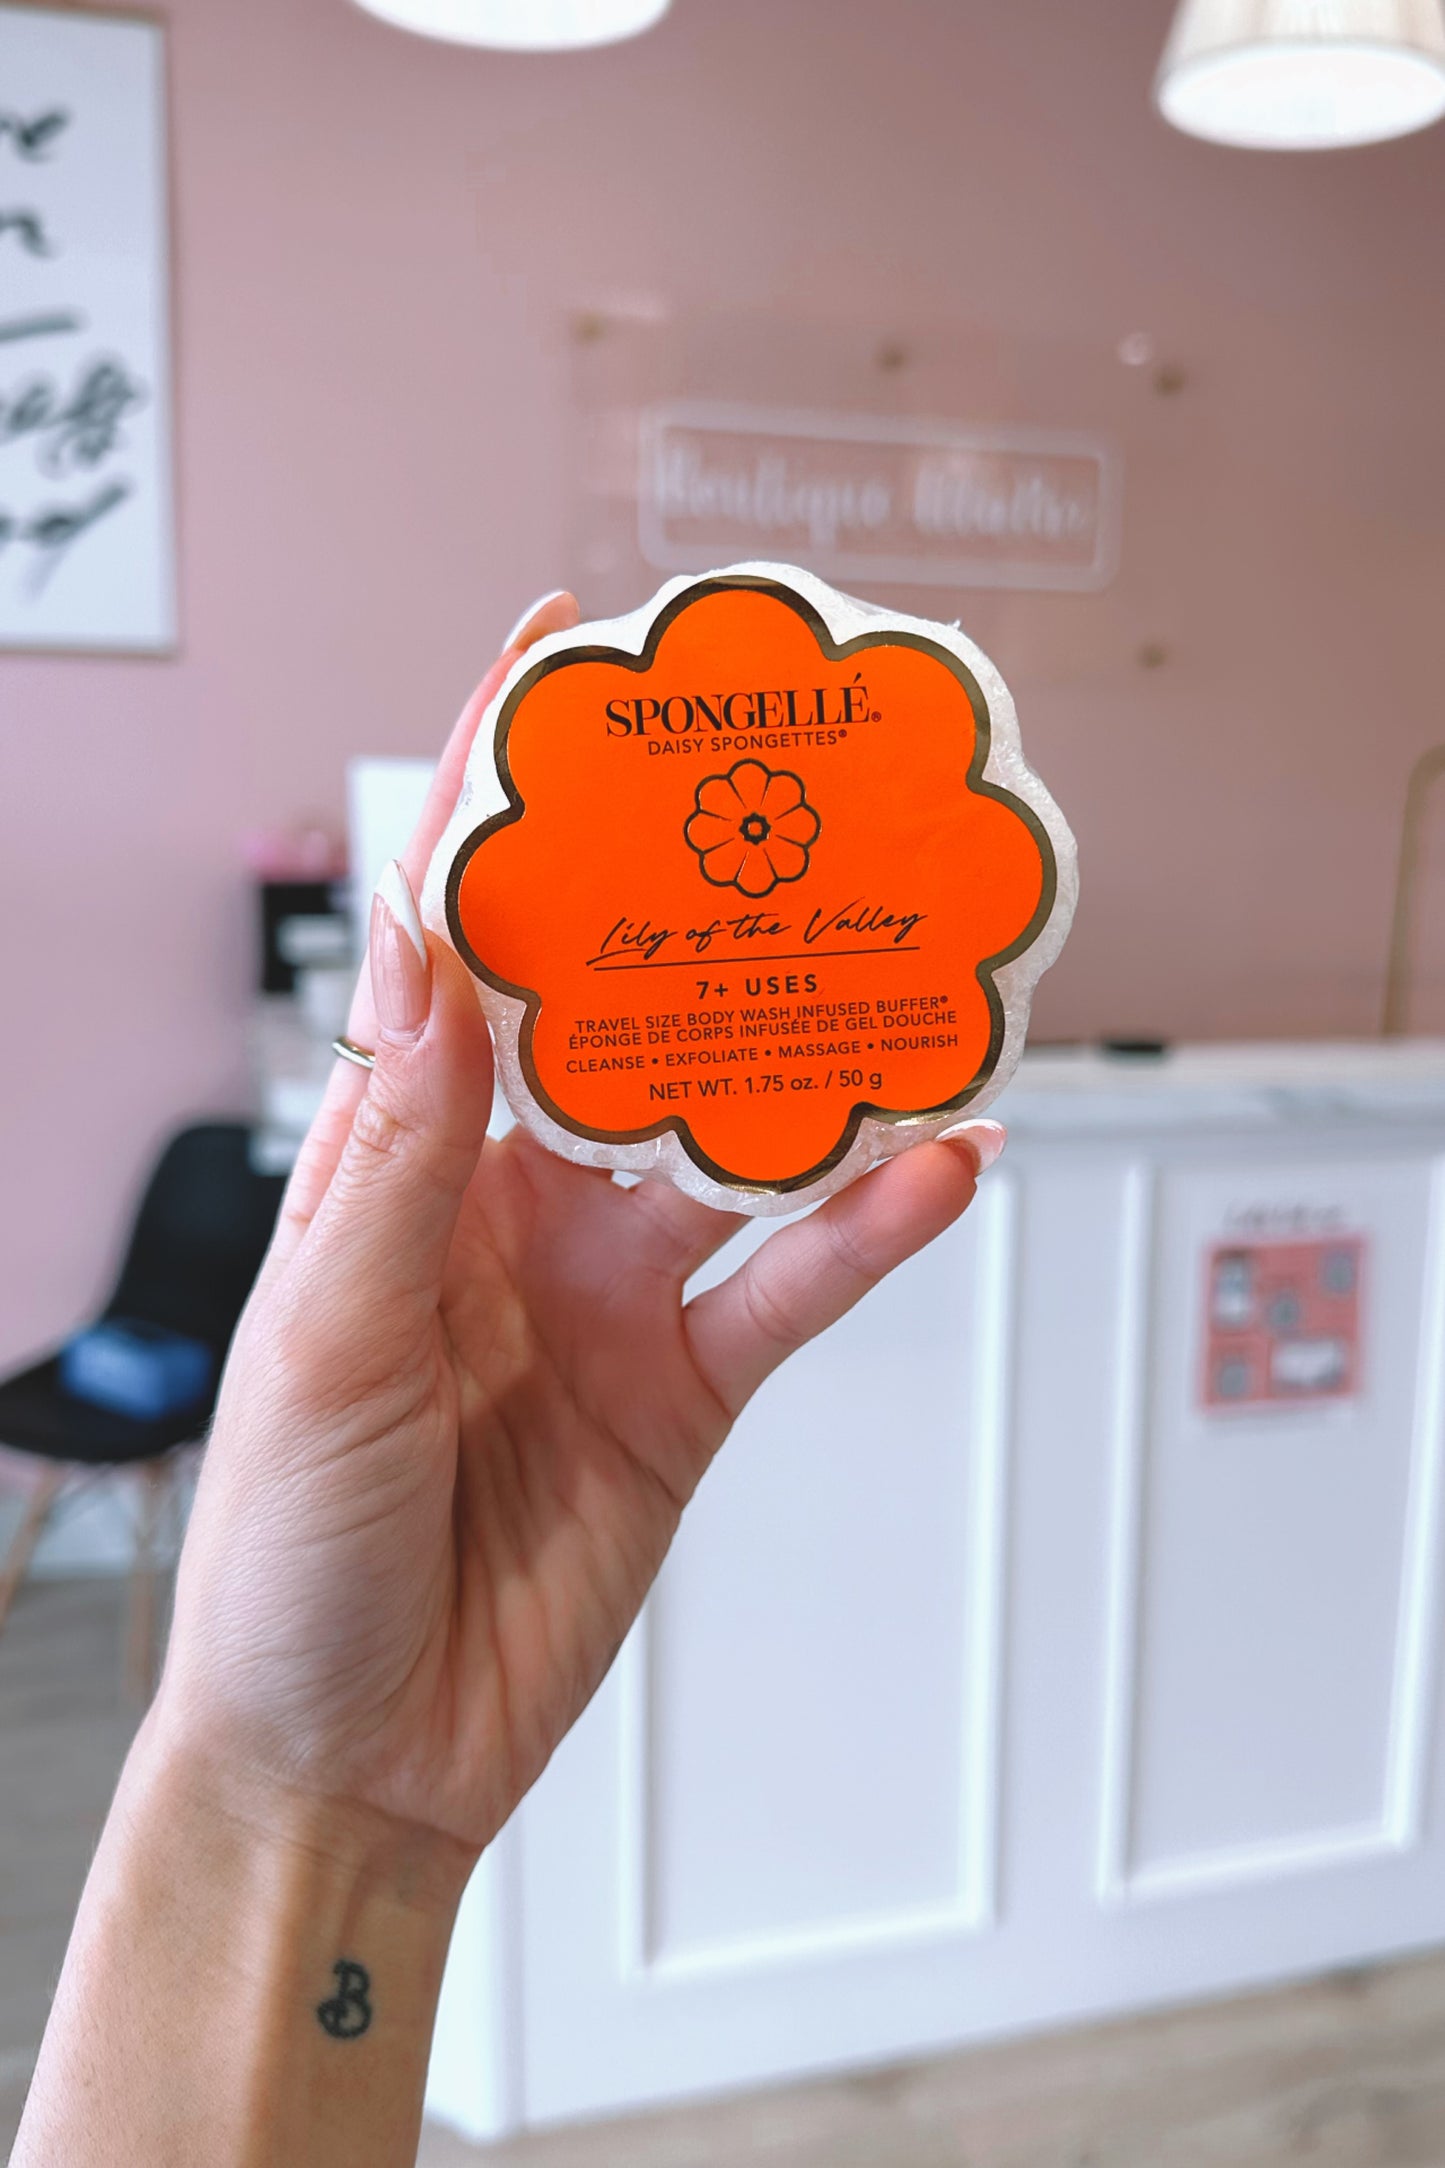 Boutique
SPONGELLÉ®
DAISY SPONGETTES®
Lily of the Valley
7+ USES
TRAVEL SIZE BODY WASH INFUSED BUFFER®
ÉPONGE DE CORPS INFUSÉE DE GEL DOUCHE
CLEANSE • EXFOLIATE • MASSAGE • NOURISH
NET WT. 1.75 oz. / 50 g
B